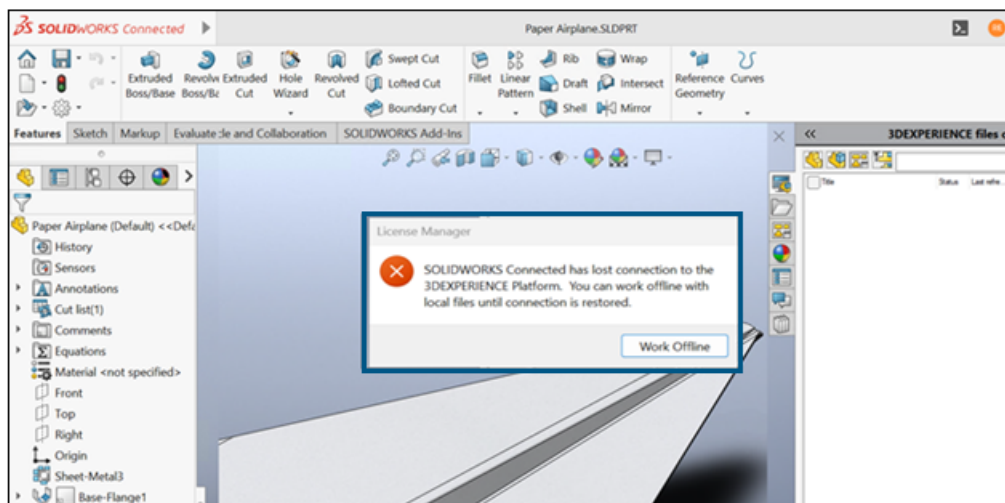 SOLIDWORKS Connected
Paper Airplane.SLDPRT
Extruded Boss/Base
Revolve Boss/Ba
Extruded Cut
Hole Wizard
Revolved Cut
Swept Cut
Lofted Cut
Boundary Cut
Fillet
Linear Pattern
Rib
Draft
Shell
Wrap
Intersect
Mirror
Reference Geometry
Curves
Features Sketch Markup Evaluate :le and Collaboration SOLIDWORKS Add-Ins
3DEXPERIENCE files o
Title Status Last refre...
Paper Airplane (Default) <<Defa
History
Sensors
Annotations
Cut list(1)
Comments
Equations
Material <not specified>
Front
Top
Right
Origin
Sheet-Metal3
Base-Flange1
License Manager
SOLIDWORKS Connected has lost connection to the
3DEXPERIENCE Platform. You can work offline with
local files until connection is restored.
Work Offline